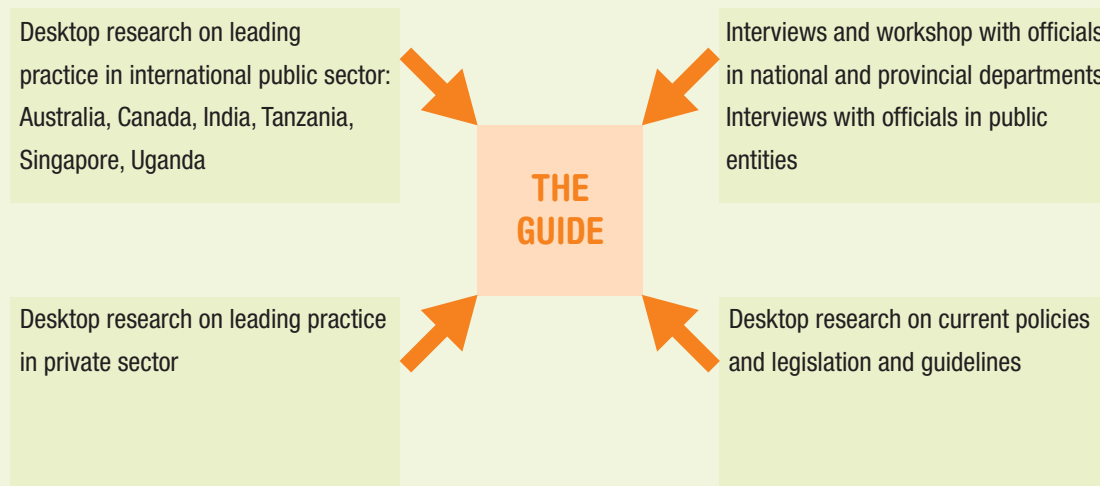 Desktop research on leading
practice in international public sector:
Australia, Canada, India, Tanzania,
Singapore, Uganda
Interviews and workshop with officials
in national and provincial departments
Interviews with officials in public
entities
THE
GUIDE
Desktop research on leading practice
in private sector
Desktop research on current policies
and legislation and guidelines